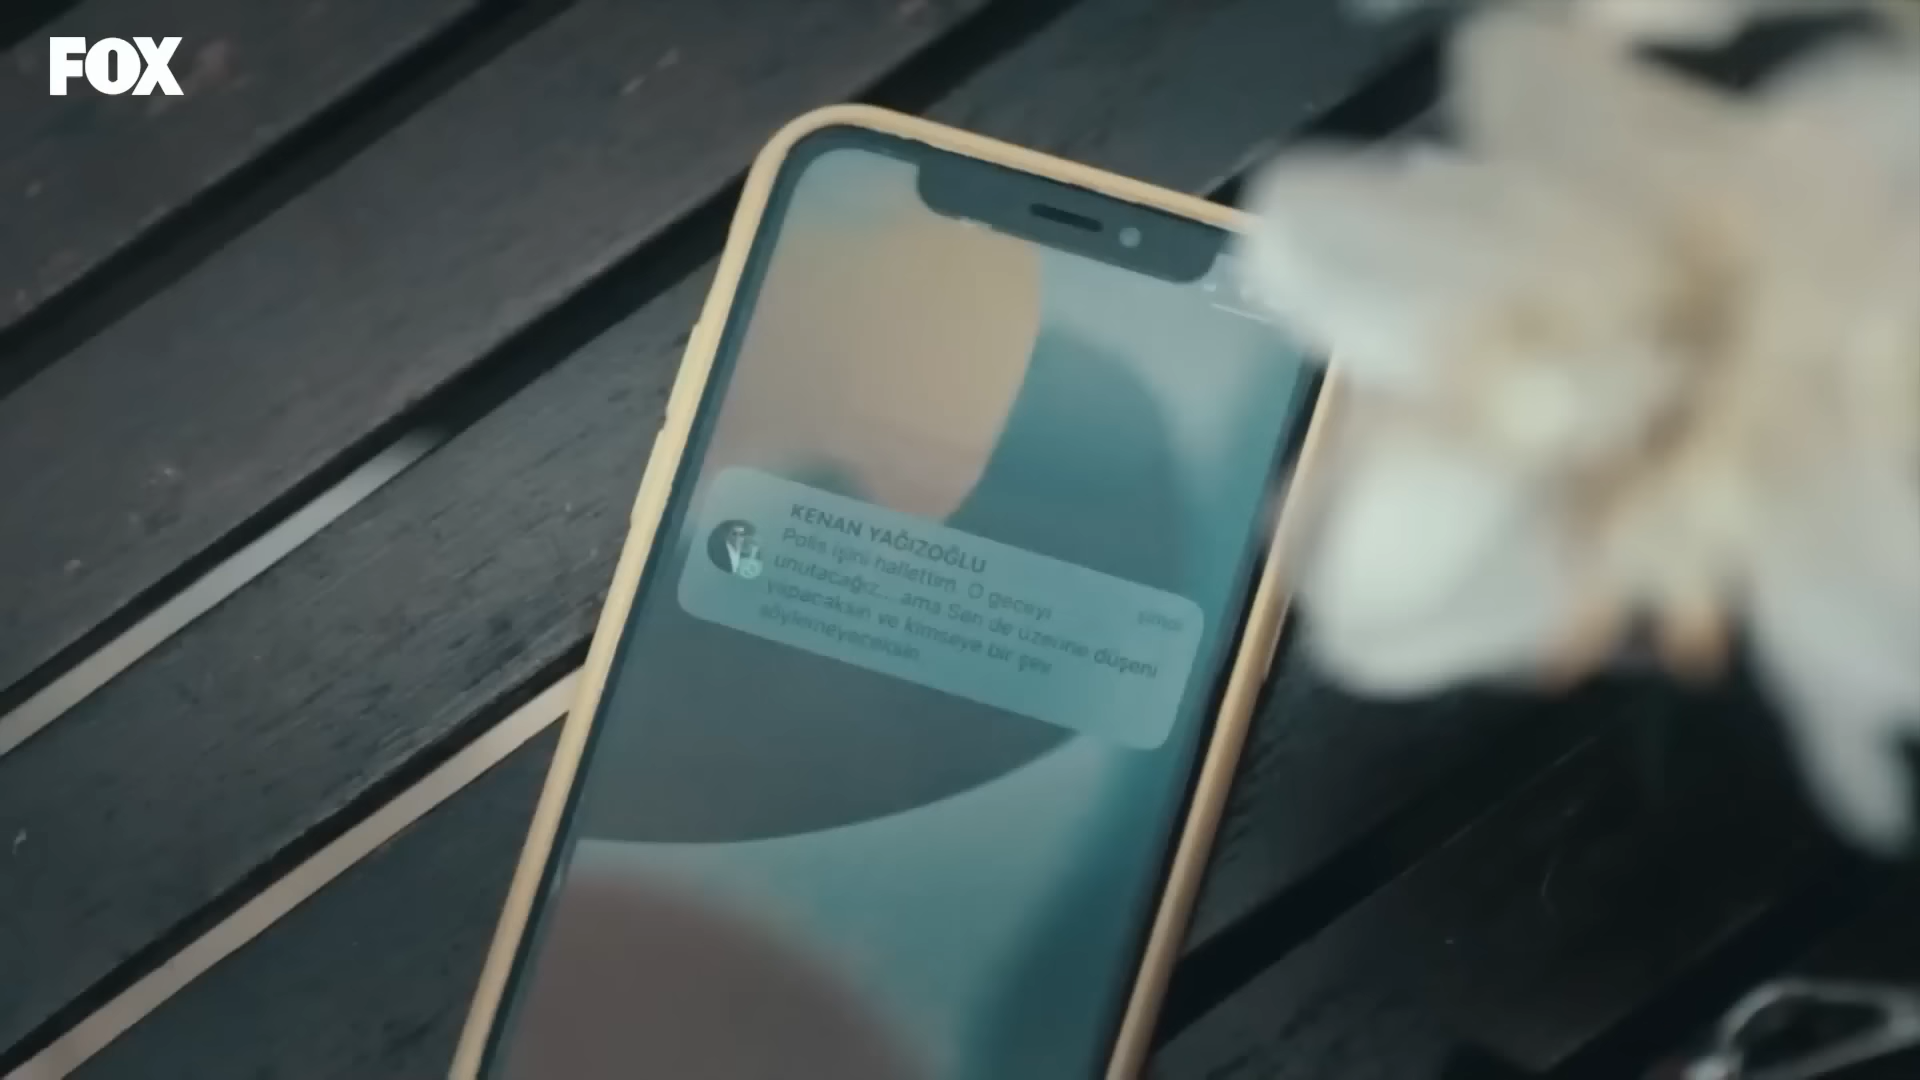 FOX
KENAN YAĞIZOĞLU
şimdi
Polis işini hallettim. O geceyi
unutacağız... ama Sen de üzerine düşeni
yapacaksın ve kimseye bir şey
söylemeyeceksin